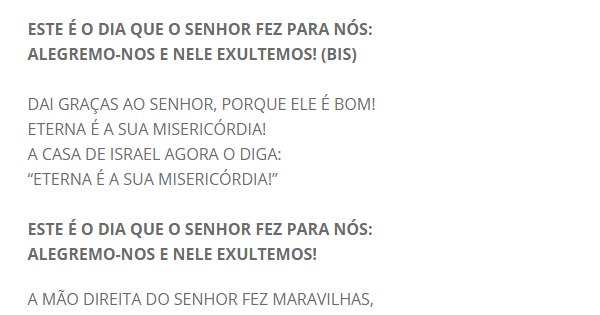 ESTE É O DIA QUE O SENHOR FEZ PARA NÓS:
ALEGREMO-NOS E NELE EXULTEMOS! (BIS)
DAI GRAÇAS AO SENHOR, PORQUE ELE É BOM!
ETERNA É A SUA MISERICÓRDIA!
A CASA DE ISRAEL AGORA O DIGA:
“ETERNA É A SUA MISERICÓRDIA!”
ESTE É O DIA QUE O SENHOR FEZ PARA NÓS:
ALEGREMO-NOS E NELE EXULTEMOS!
A MÃO DIREITA DO SENHOR FEZ MARAVILHAS,